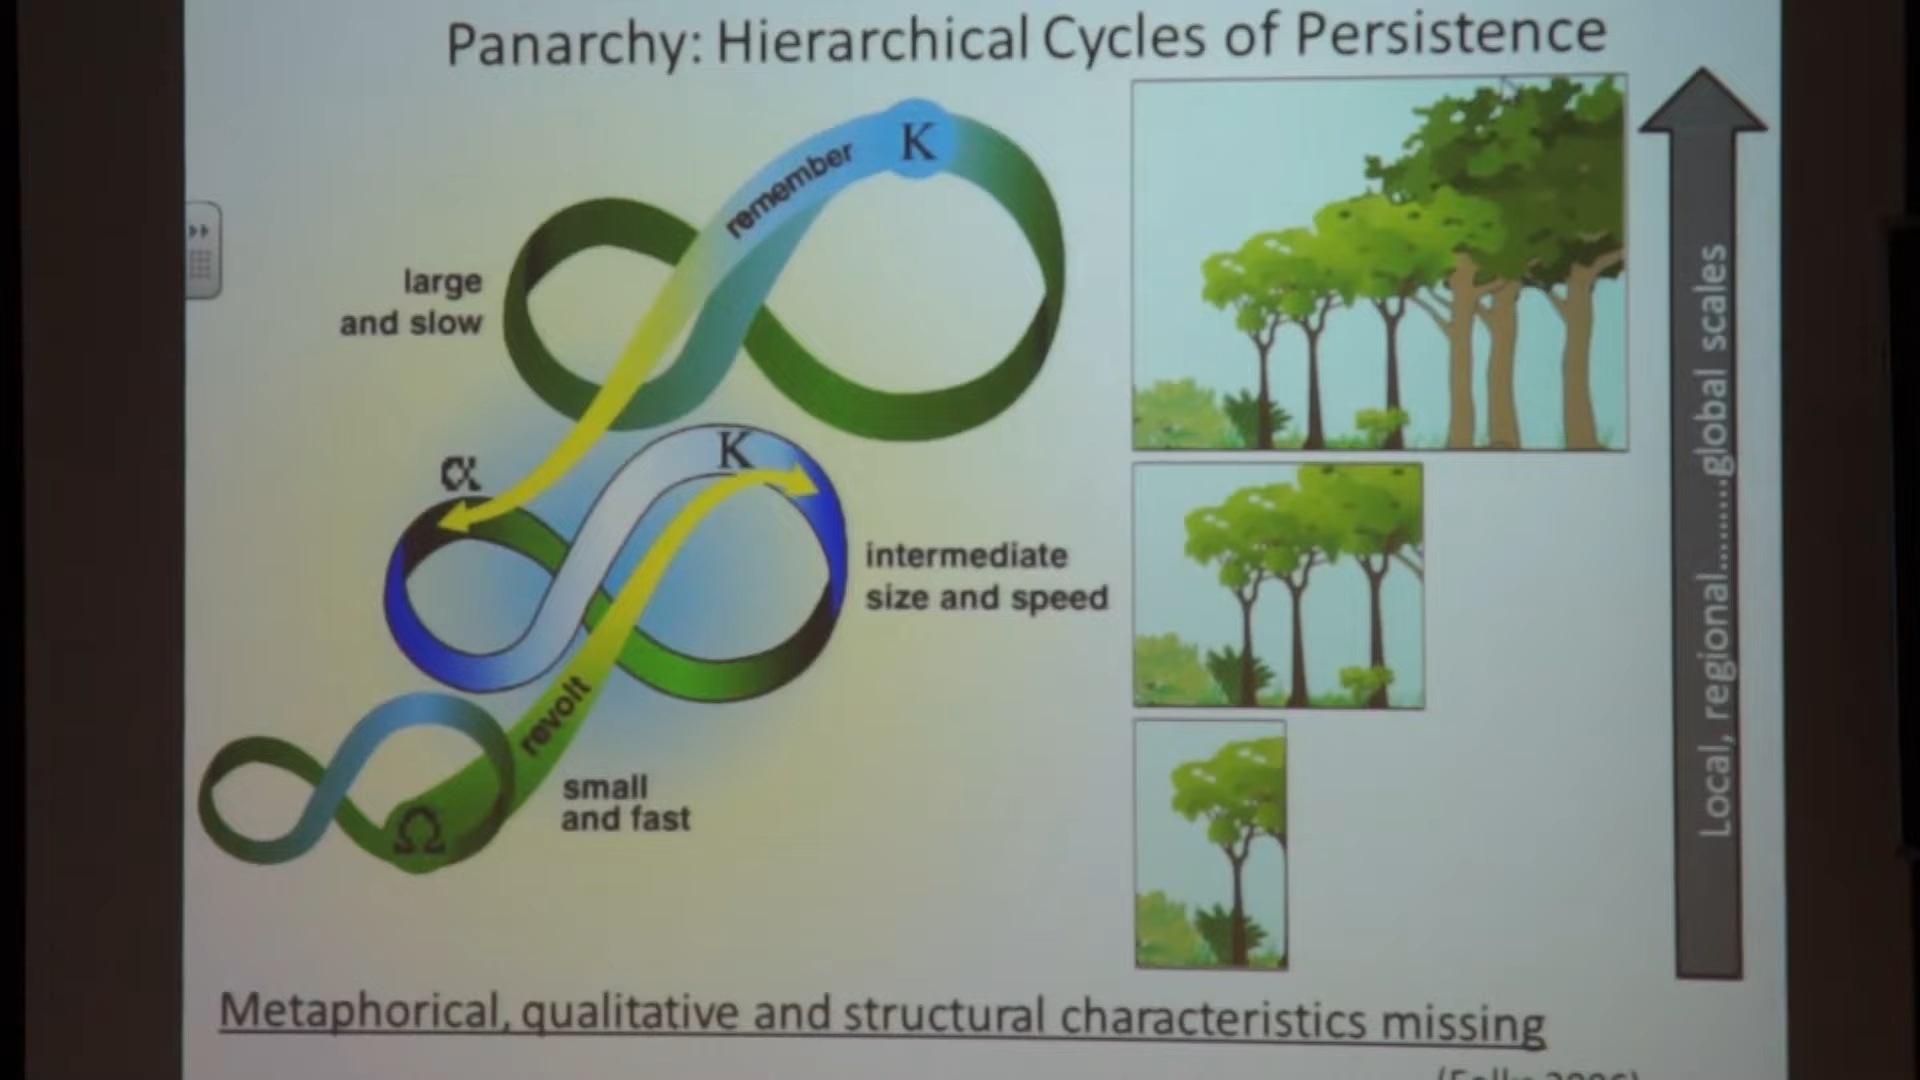 Panarchy: Hierarchical Cycles of Persistence
K
remember
large
and slow
α
K
intermediate
size and speed
revolt
small
and fast
Ω
Local, regional.........global scales
Metaphorical, qualitative and structural characteristics missing